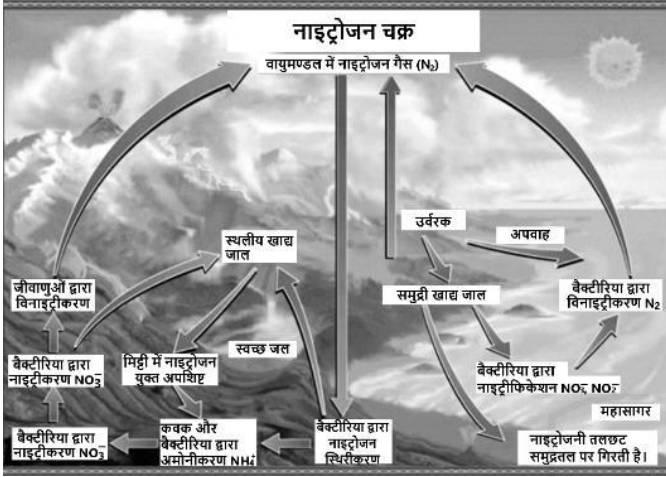 नाइट्रोजन चक्र
वायुमण्डल में नाइट्रोजन गैस (N₂)
उर्वरक
अपवाह
स्थलीय खाद्य
जाल
जीवाणुओं द्वारा
विनाइट्रीकरण
समुद्री खाद्य जाल
बैक्टीरिया द्वारा
विनाइट्रीकरण N₂
स्वच्छ जल
बैक्टीरिया द्वारा
नाइट्रीकरण NO₃⁻
मिट्टी में नाइट्रोजन
युक्त अपशिष्ट
बैक्टीरिया द्वारा
नाइट्रीफिकेशन NO₃⁻, NO₂⁻
महासागर
बैक्टीरिया द्वारा
नाइट्रीकरण NO₃⁻
कवक और
बैक्टीरिया द्वारा
अमोनीकरण NH₄⁺
बैक्टीरिया द्वारा
नाइट्रोजन
स्थिरीकरण
नाइट्रोजनी तलछट
समुद्रतल पर गिरती है।